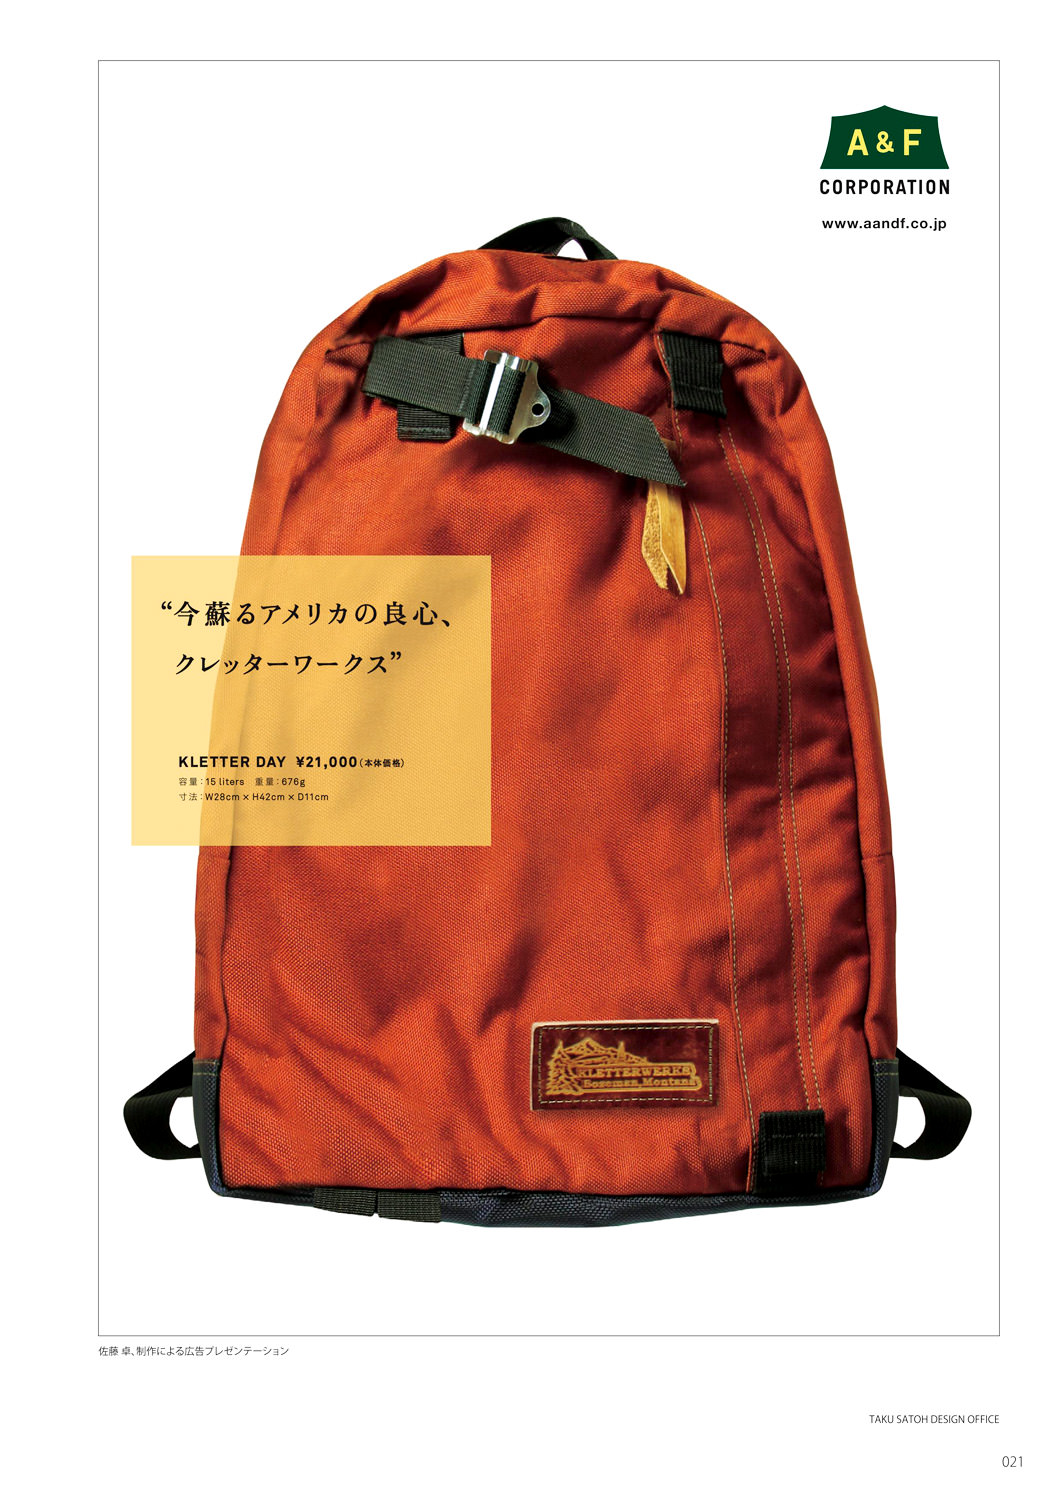 A & F
CORPORATION
www.aandf.co.jp
“今蘇るアメリカの良心、
クレッターワークス”
KLETTER DAY ¥21,000(本体価格)
容量：15 liters 重量：676g
寸法：W28cm × H42cm × D11cm
KLETTERWERKS
Bozeman, Montana
佐藤 卓、制作による広告プレゼンテーション
TAKU SATOH DESIGN OFFICE
021